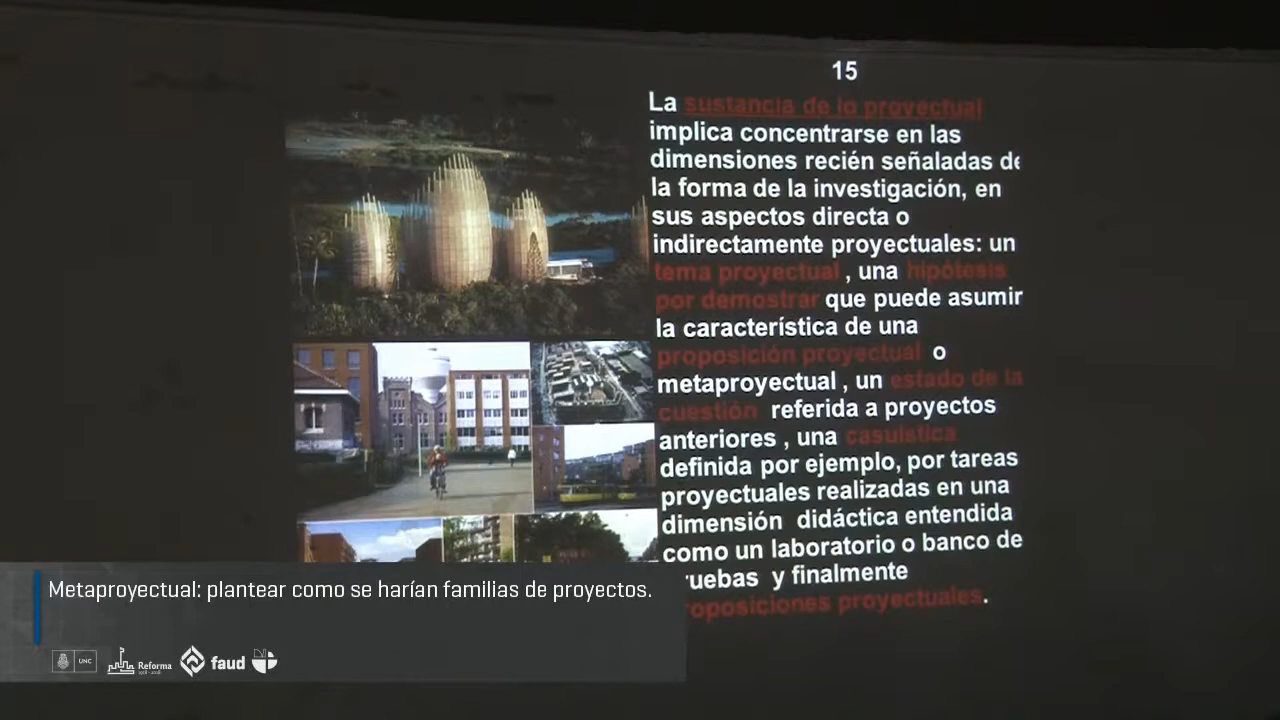 15
La sustancia de lo proyectual
implica concentrarse en las
dimensiones recién señaladas de
la forma de la investigación, en
sus aspectos directa o
indirectamente proyectuales: un
tema proyectual , una hipótesis
por demostrar que puede asumir
la característica de una
proposición proyectual o
metaproyectual , un estado de la
cuestión referida a proyectos
anteriores , una casuística
definida por ejemplo, por tareas
proyectuales realizadas en una
dimensión didáctica entendida
como un laboratorio o banco de
ruebas y finalmente
roposiciones proyectuales.
Metaproyectual: plantear como se harían familias de proyectos.
UNC
Reforma
faud